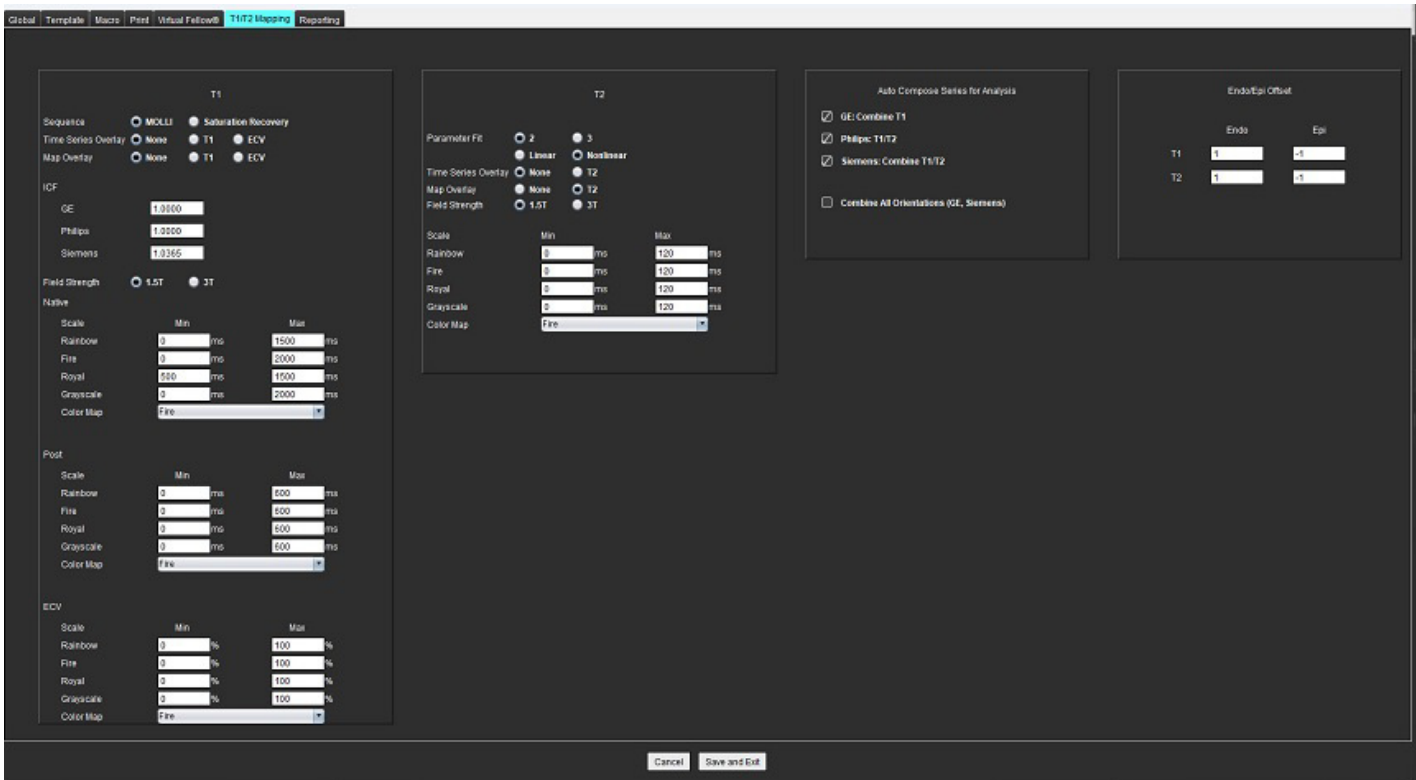 Global Template Macro Print Virtual Fellow® T1/T2 Mapping Reporting
T1
Sequence MOLLI Saturation Recovery
Time Series Overlay None T1 ECV
Map Overlay None T1 ECV
ICF
GE 1.0000
Philips 1.0000
Siemens 1.0365
Field Strength 1.5T 3T
Native
Scale Min Max
Rainbow 0 ms 1500 ms
Fire 0 ms 2000 ms
Royal 500 ms 1500 ms
Grayscale 0 ms 2000 ms
Color Map Fire
Post
Scale Min Max
Rainbow 0 ms 600 ms
Fire 0 ms 600 ms
Royal 0 ms 600 ms
Grayscale 0 ms 600 ms
Color Map Fire
ECV
Scale Min Max
Rainbow 0 % 100 %
Fire 0 % 100 %
Royal 0 % 100 %
Grayscale 0 % 100 %
Color Map Fire
T2
Parameter Fit 2 3
Linear Nonlinear
Time Series Overlay None T2
Map Overlay None T2
Field Strength 1.5T 3T
Scale Min Max
Rainbow 0 ms 120 ms
Fire 0 ms 120 ms
Royal 0 ms 120 ms
Grayscale 0 ms 120 ms
Color Map Fire
Auto Compose Series for Analysis
GE: Combine T1
Philips: T1/T2
Siemens: Combine T1/T2
Combine All Orientations (GE, Siemens)
Endo/Epi Offset
Endo Epi
T1 1 -1
T2 1 -1
Cancel Save and Exit